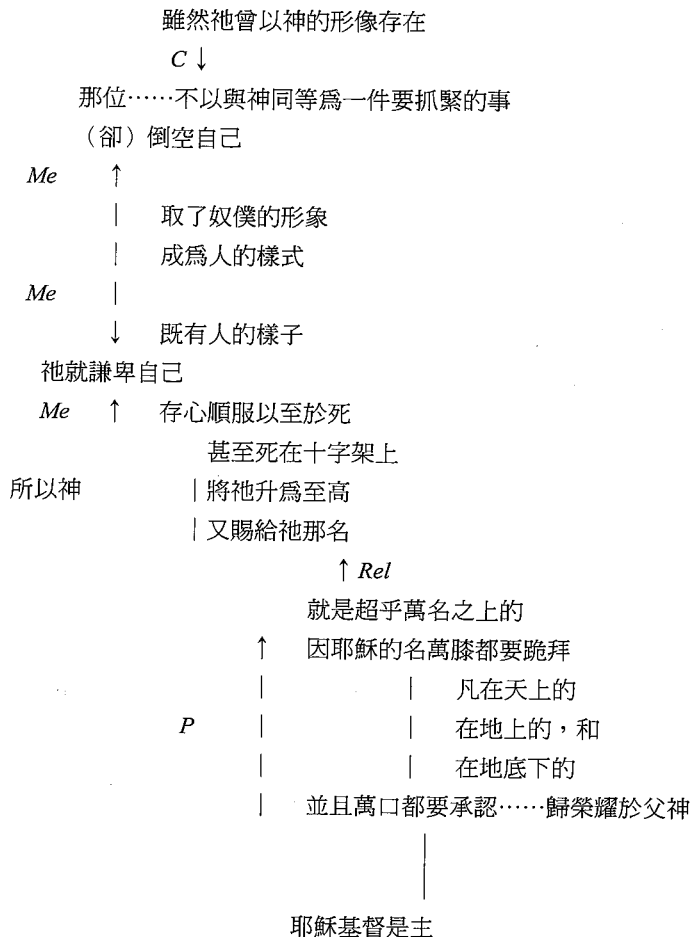 雖然祂曾以神的形像存在
C ↓
那位⋯⋯不以與神同等爲一件要抓緊的事
（卻）倒空自己
Me ↑
取了奴僕的形象
成爲人的樣式
Me
↓ 既有人的樣子
祂就謙卑自己
Me ↑ 存心順服以至於死
甚至死在十字架上
所以神 | 將祂升爲至高
| 又賜給祂那名
↑ Rel
就是超乎萬名之上的
↑ 因耶穌的名萬膝都要跪拜
| | 凡在天上的
P | | 在地上的，和
| | 在地底下的
| 並且萬口都要承認⋯⋯歸榮耀於父神
耶穌基督是主